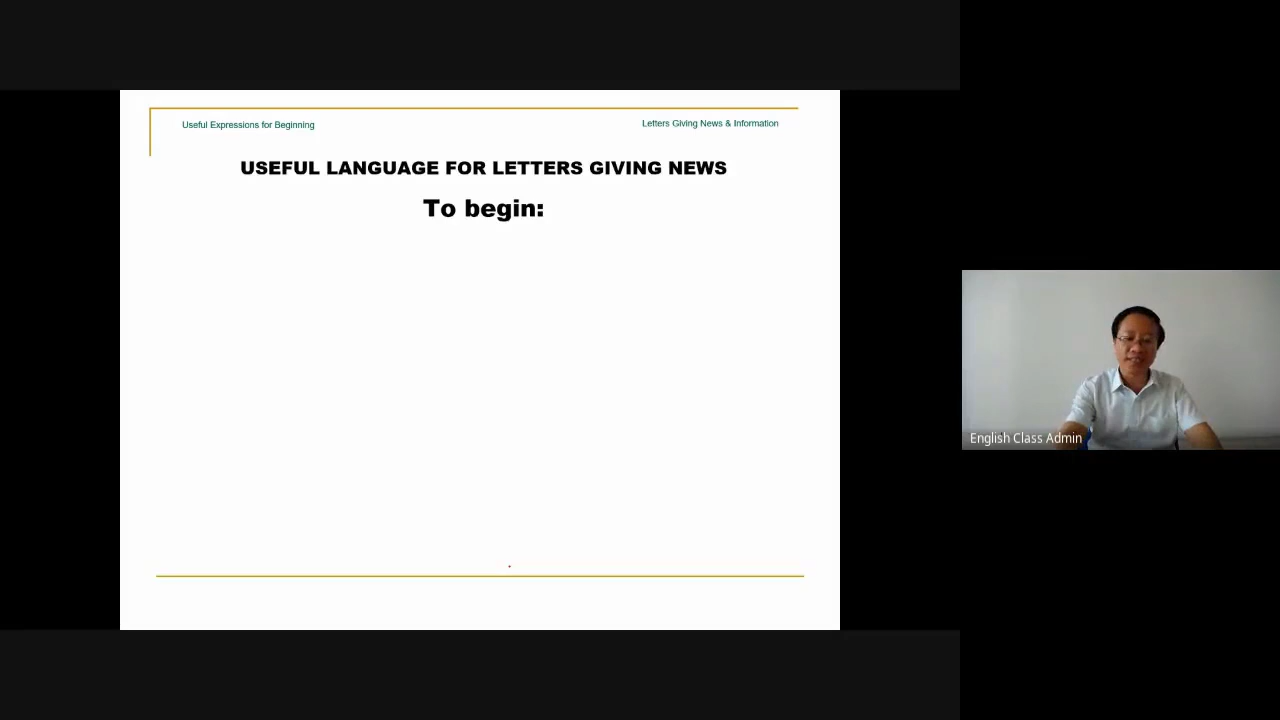 Useful Expressions for Beginning
Letters Giving News & Information
USEFUL LANGUAGE FOR LETTERS GIVING NEWS
To begin:
English Class Admin